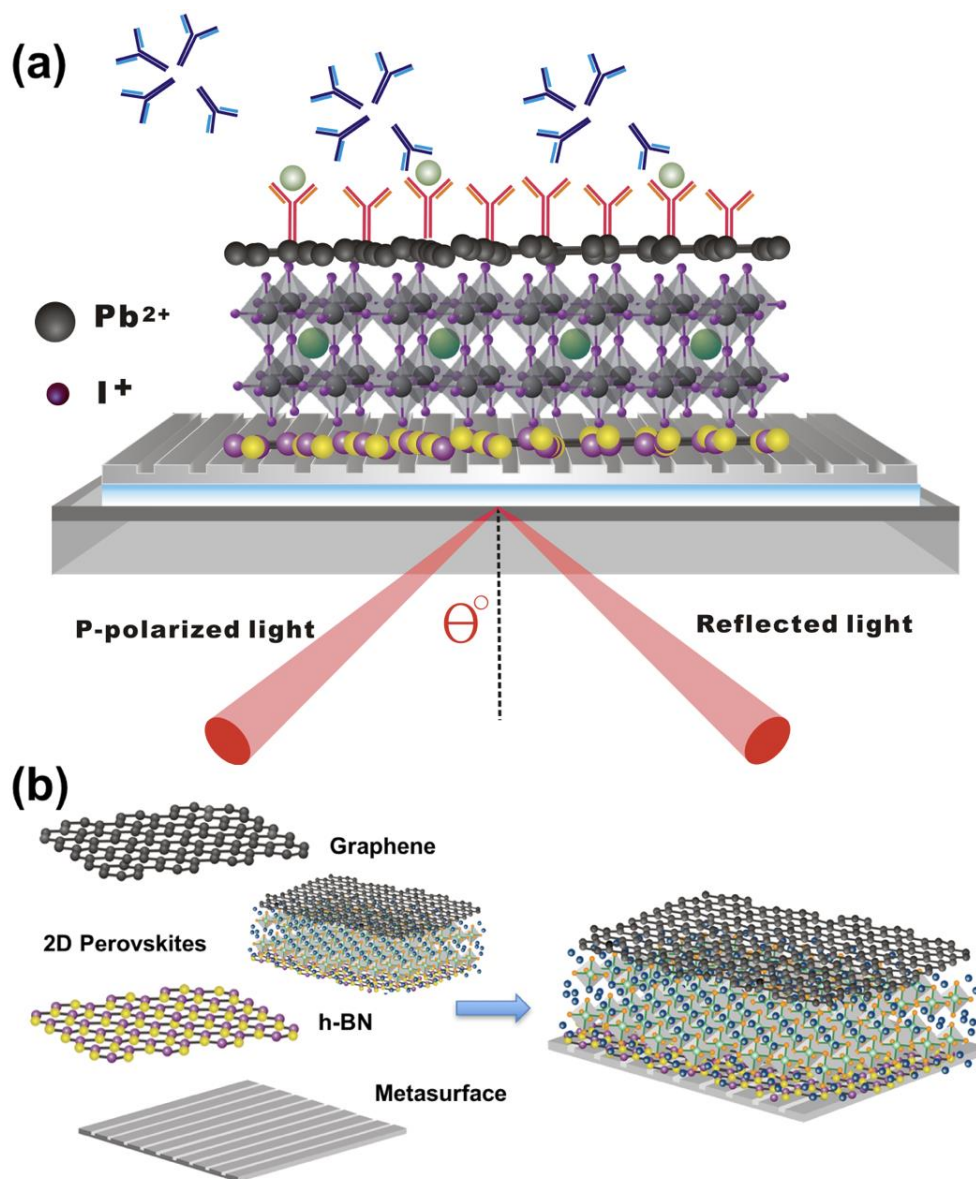 (a)
Pb²⁺
I⁺
P-polarized light
Θ°
Reflected light
(b)
Graphene
2D Perovskites
h-BN
Metasurface